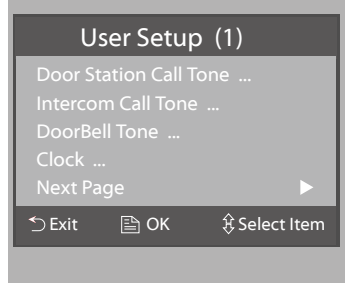 User Setup (1)
Door Station Call Tone ...
Intercom Call Tone ...
DoorBell Tone ...
Clock ...
Next Page
Exit OK Select Item